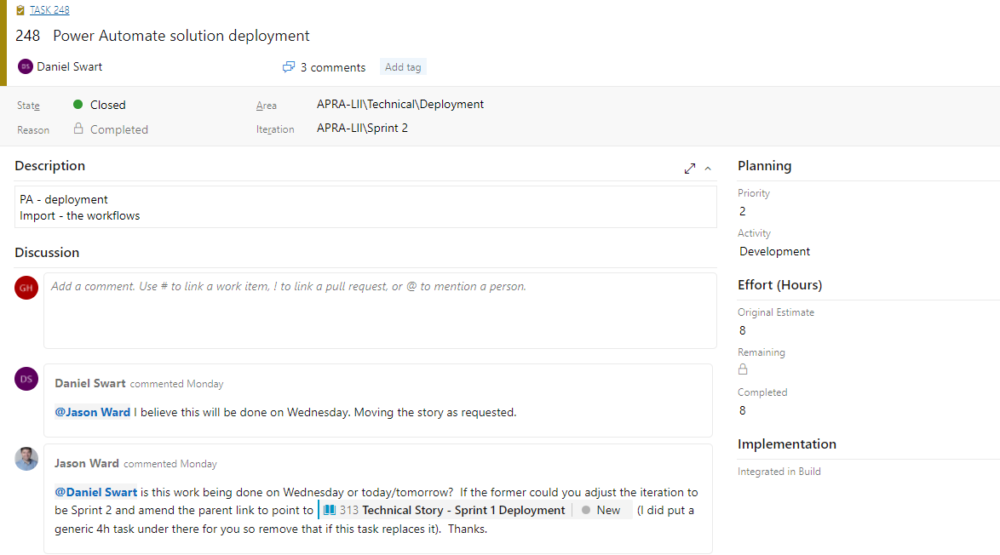 TASK 248
248 Power Automate solution deployment
DS Daniel Swart 3 comments Add tag
State Closed Area APRA-LII\Technical\Deployment
Reason Completed Iteration APRA-LII\Sprint 2
Description
PA - deployment
Import - the workflows
Discussion
GH Add a comment. Use # to link a work item, ! to link a pull request, or @ to mention a person.
DS Daniel Swart commented Monday
@Jason Ward I believe this will be done on Wednesday. Moving the story as requested.
Jason Ward commented Monday
@Daniel Swart is this work being done on Wednesday or today/tomorrow? If the former could you adjust the iteration to
be Sprint 2 and amend the parent link to point to 313 Technical Story - Sprint 1 Deployment New (I did put a
generic 4h task under there for you so remove that if this task replaces it). Thanks.
Planning
Priority
2
Activity
Development
Effort (Hours)
Original Estimate
8
Remaining
Completed
8
Implementation
Integrated in Build